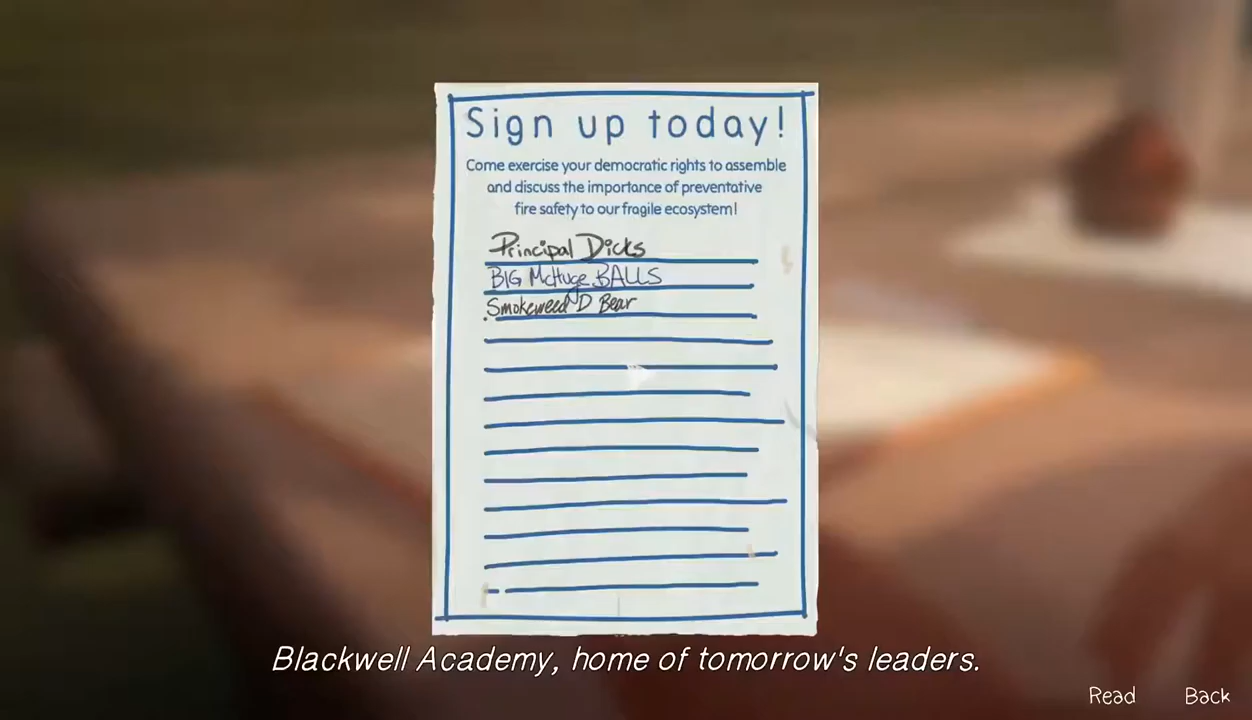 Sign up today!
Come exercise your democratic rights to assemble
and discuss the importance of preventative
fire safety to our fragile ecosystem!
Principal Dicks
BIG McHuge BALLS
Smokeweed D Bear
Blackwell Academy, home of tomorrow's leaders.
Read Back